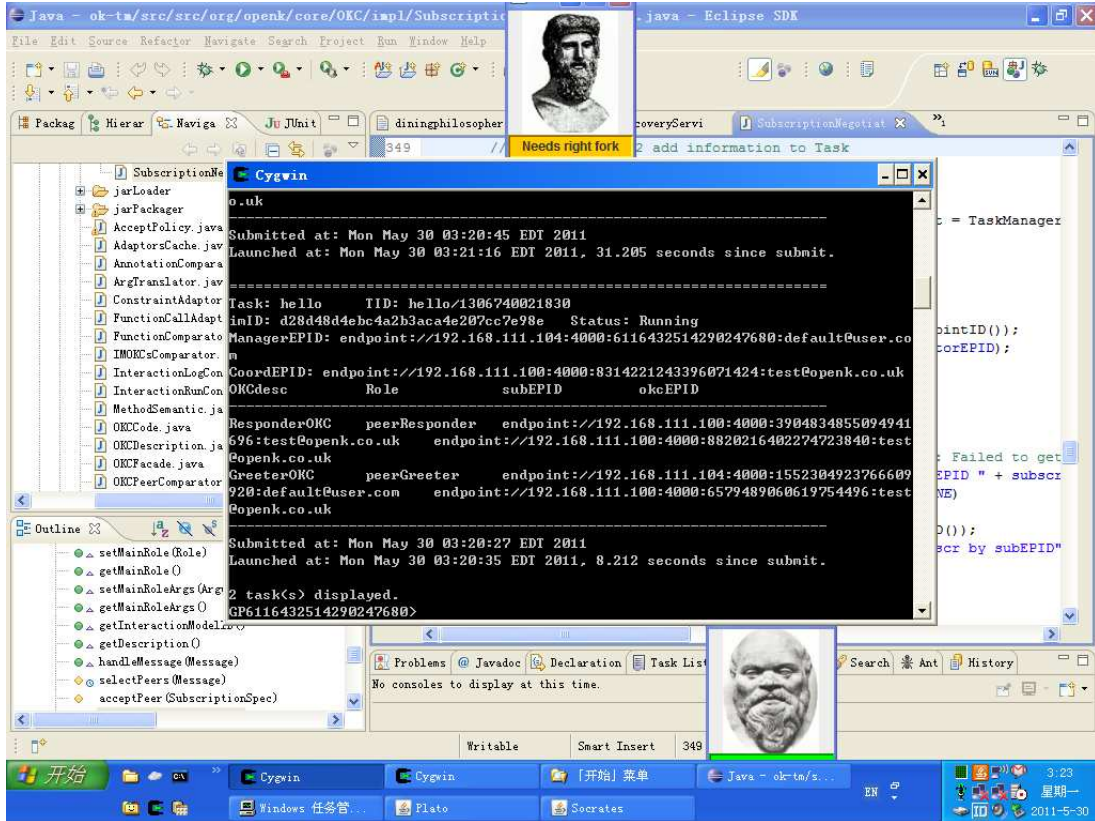 Java - ok-tm/src/src/org/openk/core/OKC/impl/Subscriptio
.java - Eclipse SDK
File Edit Source Refactor Navigate Search Project Run Window Help
Packag
Hierar
Naviga
JUnit
diningphilosopher
coveryServi
SubscriptionNegotiat
»1
Needs right fork
349
//
2 add information to Task
SubscriptionNe
jarLoader
jarPackager
AcceptPolicy.java
AdaptorsCache.jav
AnnotationCompara
ArgTranslator.jav
ConstraintAdaptor
FunctionCallAdapt
FunctionComparato
IMOKCsComparator.
InteractionLogCon
InteractionRunCon
MethodSemantic.ja
OKCCode.java
OKCDescription.ja
OKCFacade.java
OKCPeerComparator
Cygwin
o.uk
Submitted at: Mon May 30 03:20:45 EDT 2011
Launched at: Mon May 30 03:21:16 EDT 2011, 31.205 seconds since submit.
Task: hello TID: hello/1306740021830
imID: d28d48d4ebc4a2b3aca4e207cc7e98e Status: Running
ManagerEPID: endpoint://192.168.111.104:4000:6116432514290247680:default@user.co
m
CoordEPID: endpoint://192.168.111.100:4000:8314221243396071424:test@openk.co.uk
OKCdesc Role subEPID okcEPID
ResponderOKC peerResponder endpoint://192.168.111.100:4000:3904834855094941
696:test@openk.co.uk endpoint://192.168.111.100:4000:8820216402274723840:test
@openk.co.uk
GreeterOKC peerGreeter endpoint://192.168.111.104:4000:1552304923766609
920:default@user.com endpoint://192.168.111.100:4000:6579489060619754496:test
@openk.co.uk
Submitted at: Mon May 30 03:20:27 EDT 2011
Launched at: Mon May 30 03:20:35 EDT 2011, 8.212 seconds since submit.
2 task(s) displayed.
GP6116432514290247680>
t = TaskManager
ointID());
torEPID);
: Failed to get
EPID " + subscr
NE)
D());
scr by subEPID"
Outline
setMainRole(Role)
getMainRole()
setMainRoleArgs(Arg
getMainRoleArgs()
getInteractionModelID()
getDescription()
handleMessage(Message)
selectPeers(Message)
acceptPeer(SubscriptionSpec)
Problems
Javadoc
Declaration
Task List
Search
Ant
History
No consoles to display at this time.
Writable
Smart Insert
349
开始
Cygwin
Cygwin
「开始」菜单
Java - ok-tm/s...
EN
3:23
Windows 任务管...
Plato
Socrates
星期一
2011-5-30